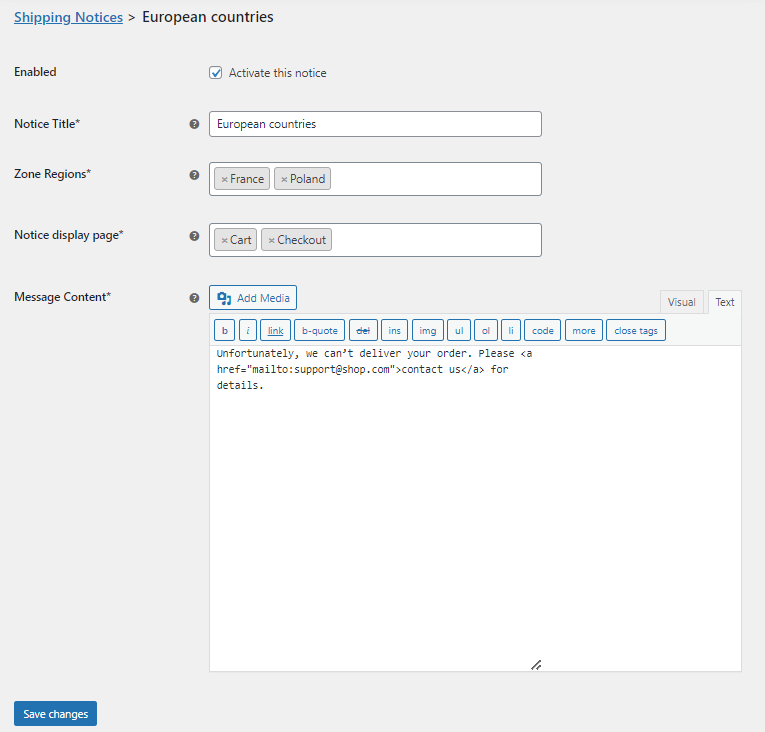 Shipping Notices > European countries
Enabled
Activate this notice
Notice Title*
?
European countries
Zone Regions*
?
× France × Poland
Notice display page*
?
× Cart × Checkout
Message Content*
?
Add Media
Visual Text
b i link b-quote del ins img ul ol li code more close tags
Unfortunately, we can't deliver your order. Please <a
href="mailto:support@shop.com">contact us</a> for
details.
Save changes